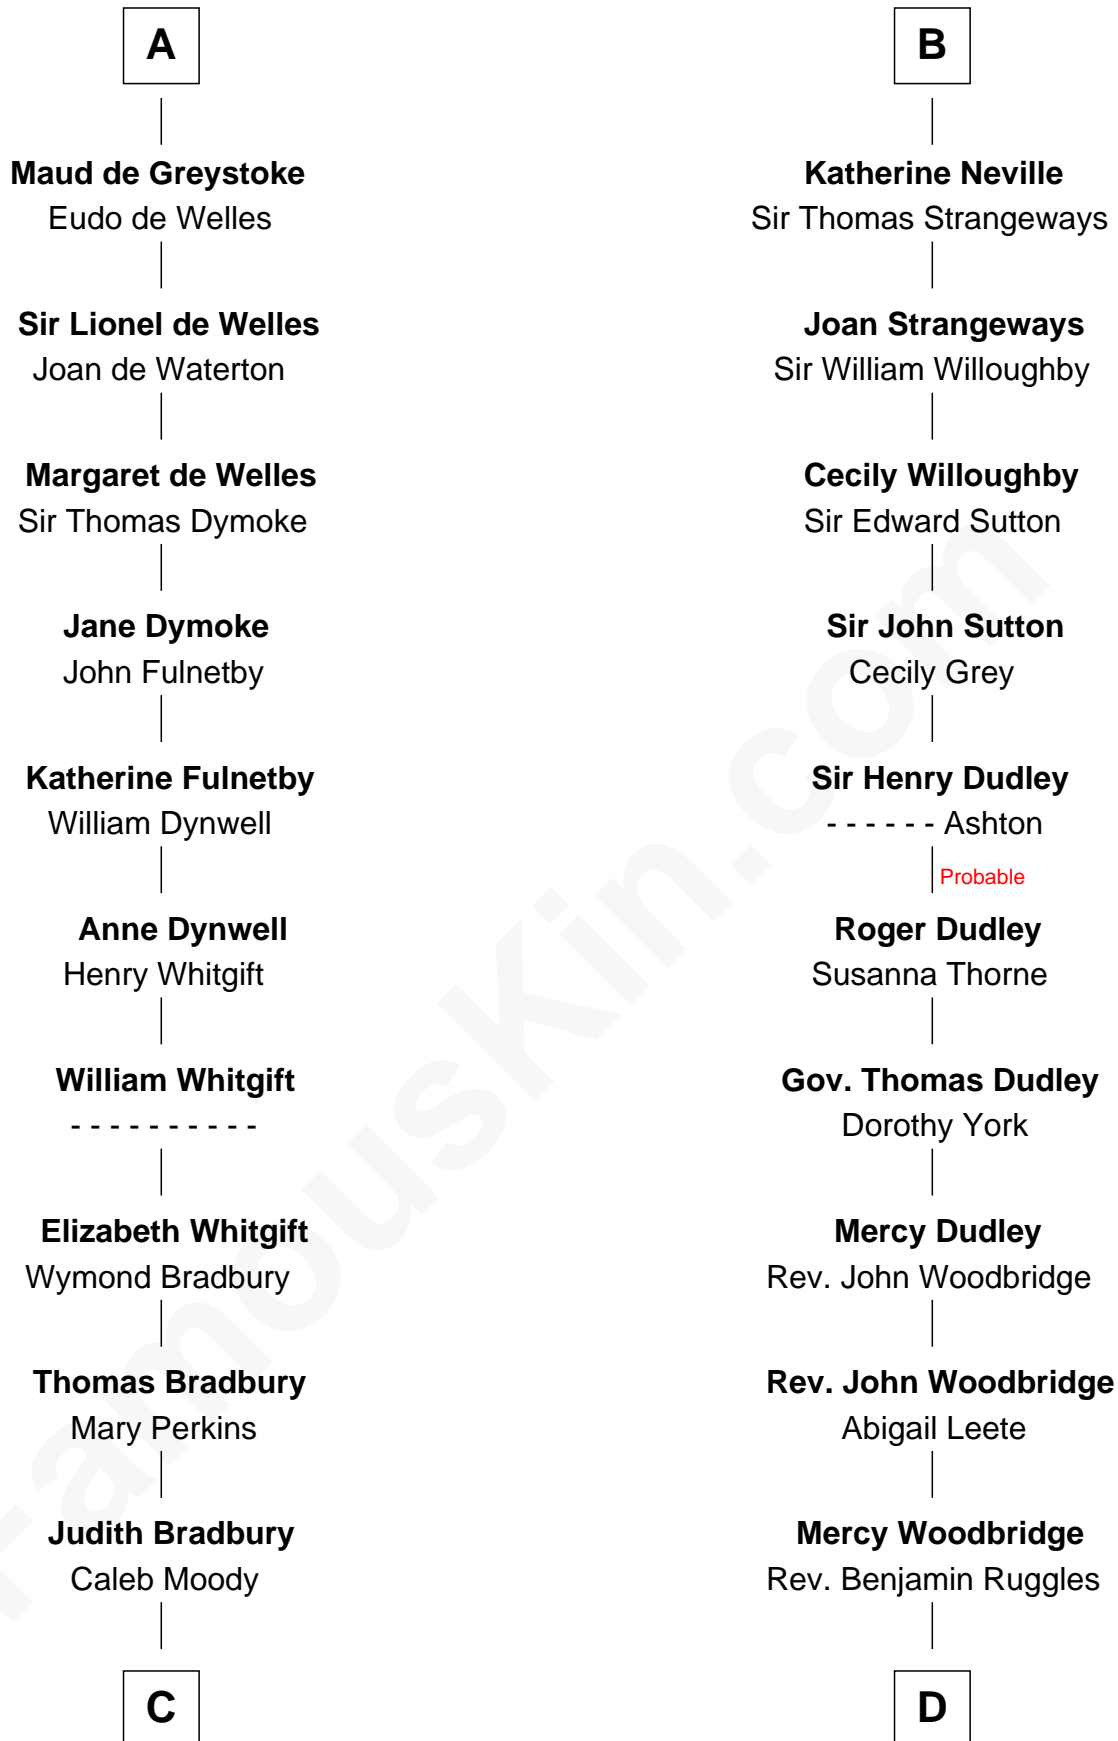 A
Maud de Greystoke
Eudo de Welles
Sir Lionel de Welles
Joan de Waterton
Margaret de Welles
Sir Thomas Dymoke
Jane Dymoke
John Fulnetby
Katherine Fulnetby
William Dynwell
Anne Dynwell
Henry Whitgift
William Whitgift
- - - - - - - - - -
Elizabeth Whitgift
Wymond Bradbury
Thomas Bradbury
Mary Perkins
Judith Bradbury
Caleb Moody
C
B
Katherine Neville
Sir Thomas Strangeways
Joan Strangeways
Sir William Willoughby
Cecily Willoughby
Sir Edward Sutton
Sir John Sutton
Cecily Grey
Sir Henry Dudley
- - - - - - Ashton
Probable
Roger Dudley
Susanna Thorne
Gov. Thomas Dudley
Dorothy York
Mercy Dudley
Rev. John Woodbridge
Rev. John Woodbridge
Abigail Leete
Mercy Woodbridge
Rev. Benjamin Ruggles
D
FamousKin.com